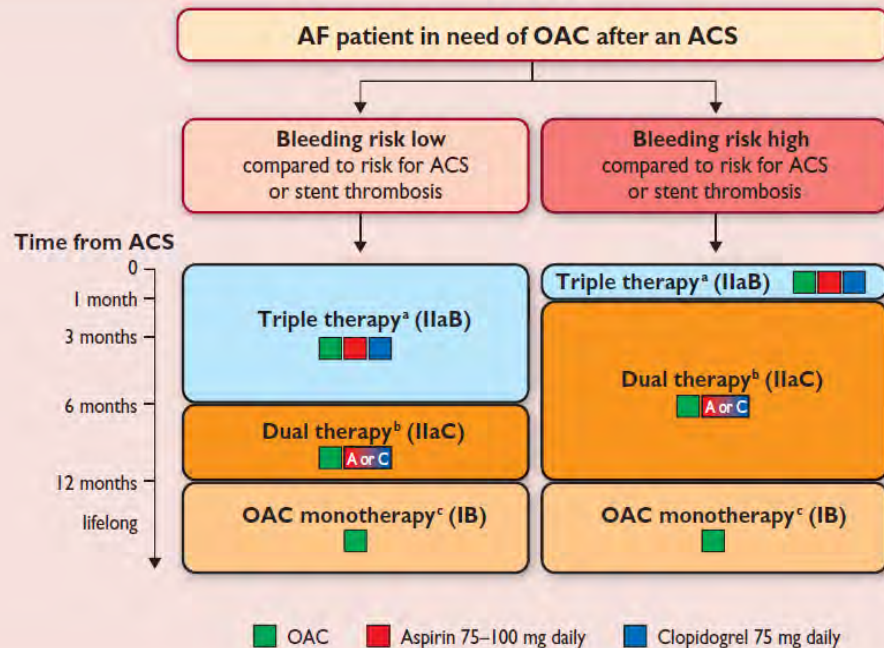 AF patient in need of OAC after an ACS
Bleeding risk low
compared to risk for ACS
or stent thrombosis
Bleeding risk high
compared to risk for ACS
or stent thrombosis
Time from ACS
0
1 month
3 months
6 months
12 months
lifelong
Triple therapyᵃ (IIaB)
Dual therapyᵇ (IIaC)
A or C
OAC monotherapyᶜ (IB)
Triple therapyᵃ (IIaB)
Dual therapyᵇ (IIaC)
A or C
OAC monotherapyᶜ (IB)
OAC
Aspirin 75–100 mg daily
Clopidogrel 75 mg daily